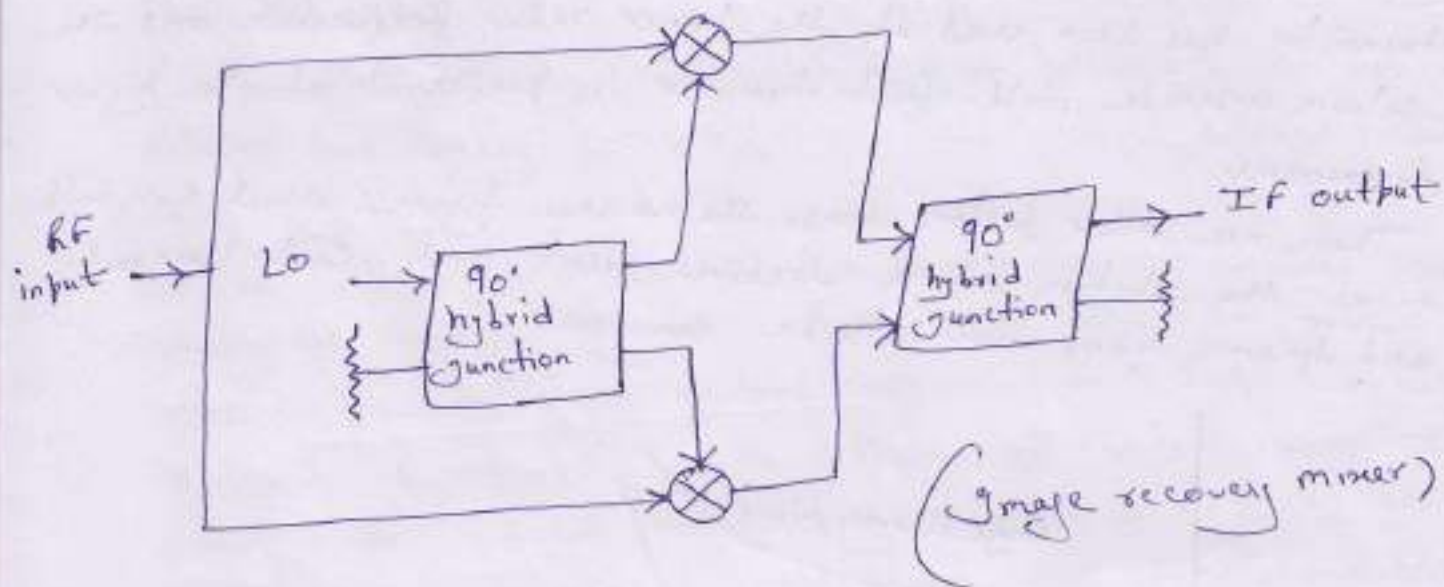 RF
input
LO
90°
hybrid
junction
90°
hybrid
junction
IF output
(Image recovery mixer)